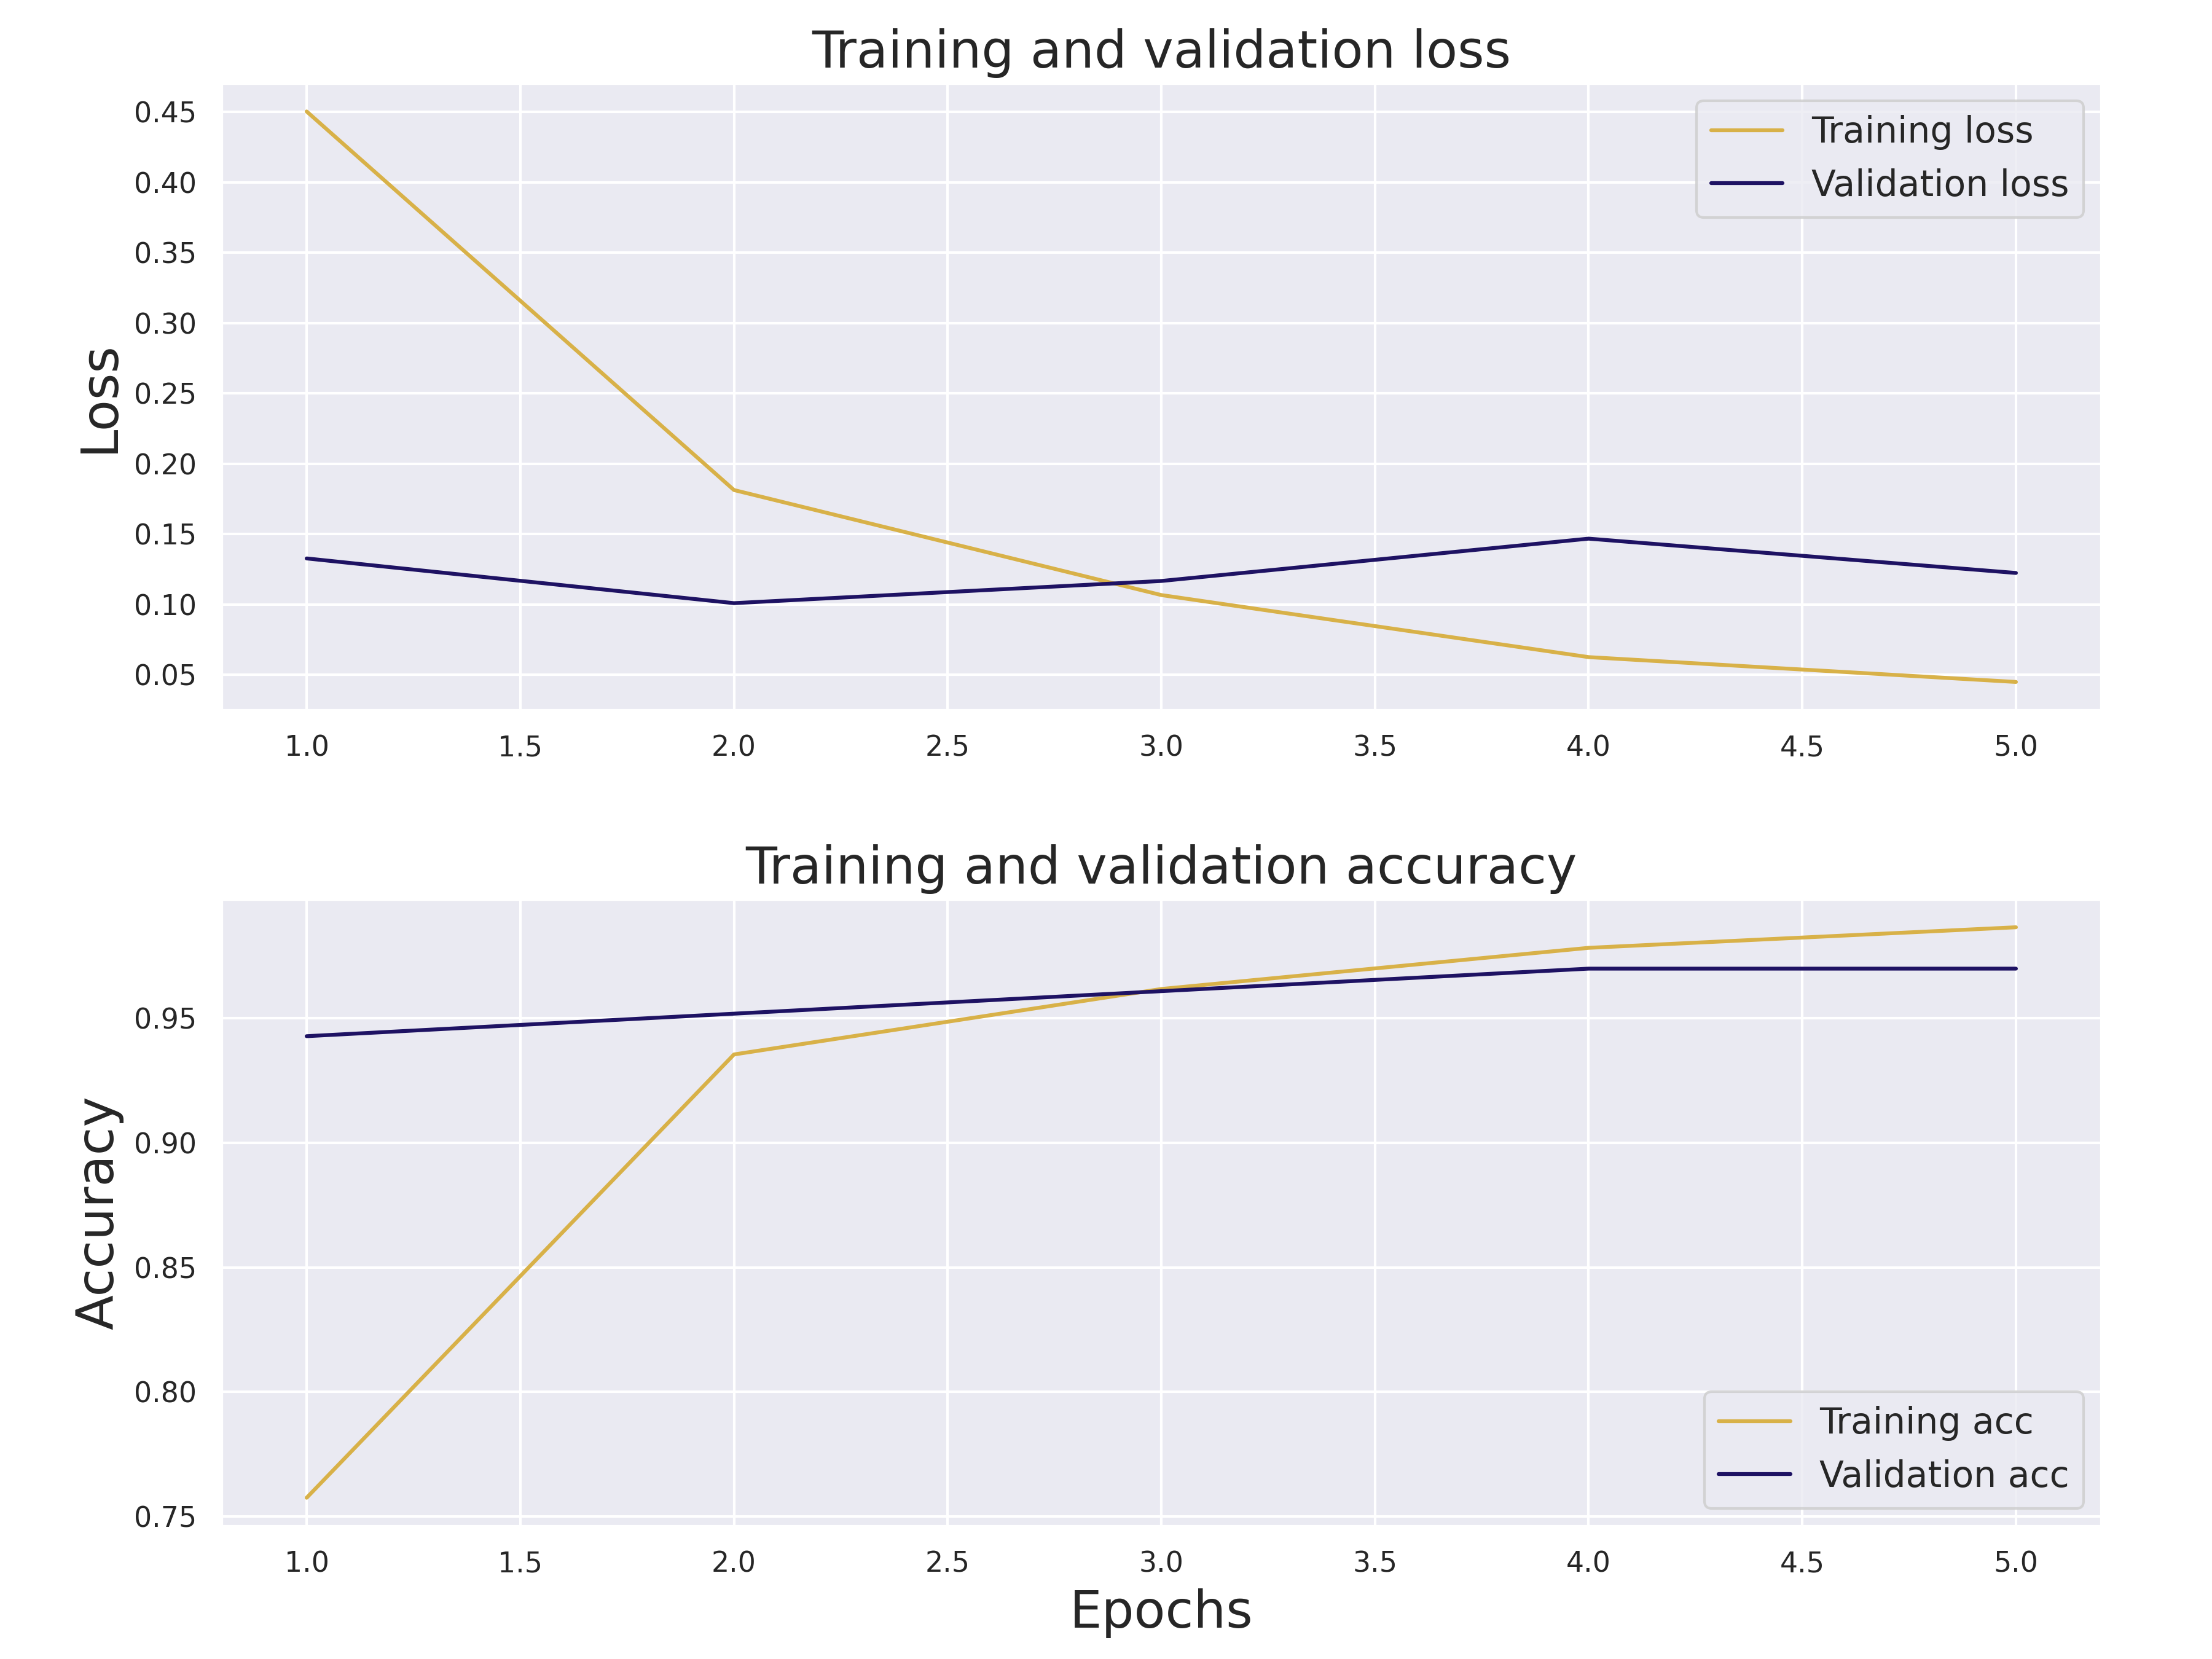 Training and validation loss
0.45
0.40
0.35
0.30
0.25
0.20
0.15
0.10
0.05
Loss
Training loss
Validation loss
1.0 1.5 2.0 2.5 3.0 3.5 4.0 4.5 5.0
Training and validation accuracy
0.95
0.90
0.85
0.80
0.75
Accuracy
Training acc
Validation acc
1.0 1.5 2.0 2.5 3.0 3.5 4.0 4.5 5.0
Epochs